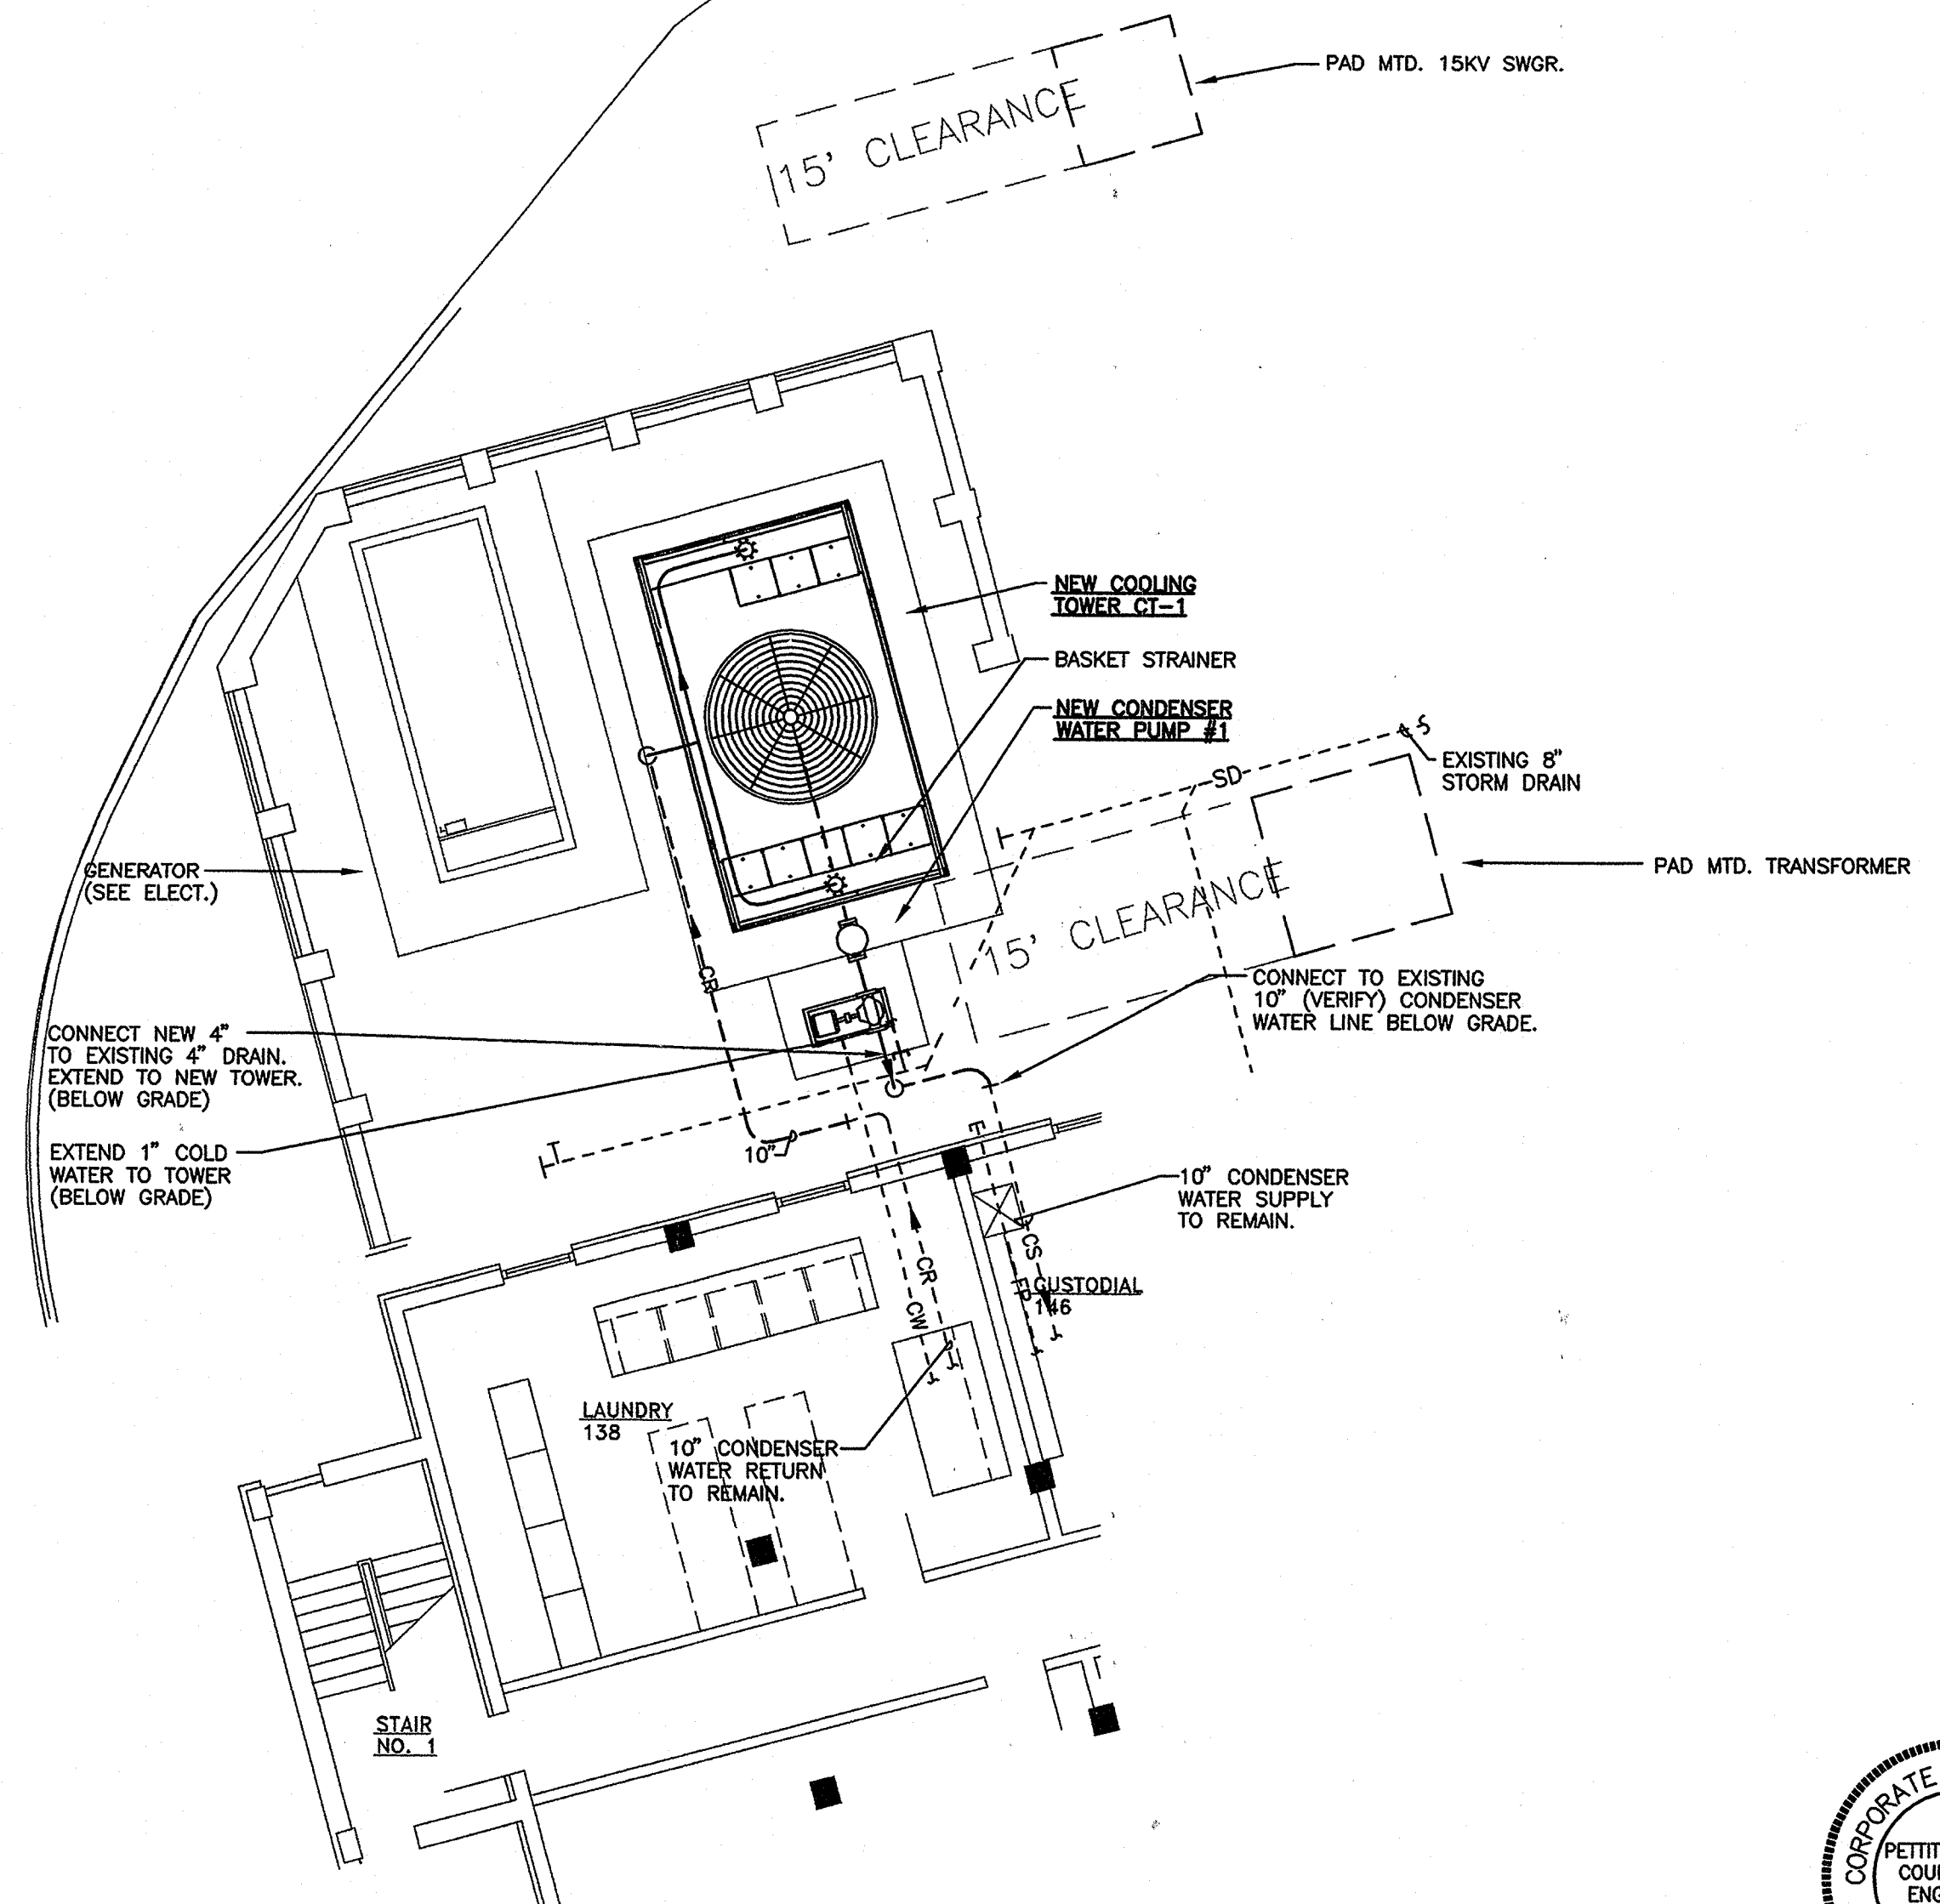 PAD MTD. 15KV SWGR.
15' CLEARANCE
NEW COOLING
TOWER CT-1
BASKET STRAINER
NEW CONDENSER
WATER PUMP #1
EXISTING 8"
STORM DRAIN
SD
PAD MTD. TRANSFORMER
GENERATOR
(SEE ELECT.)
15' CLEARANCE
CR
CONNECT TO EXISTING
10" (VERIFY) CONDENSER
WATER LINE BELOW GRADE.
CONNECT NEW 4"
TO EXISTING 4" DRAIN.
EXTEND TO NEW TOWER.
(BELOW GRADE)
EXTEND 1" COLD
WATER TO TOWER
(BELOW GRADE)
10"
10" CONDENSER
WATER SUPPLY
TO REMAIN.
CS
CR
CW
CUSTODIAL
146
LAUNDRY
138
10" CONDENSER
WATER RETURN
TO REMAIN.
STAIR
NO. 1
CORPORATE